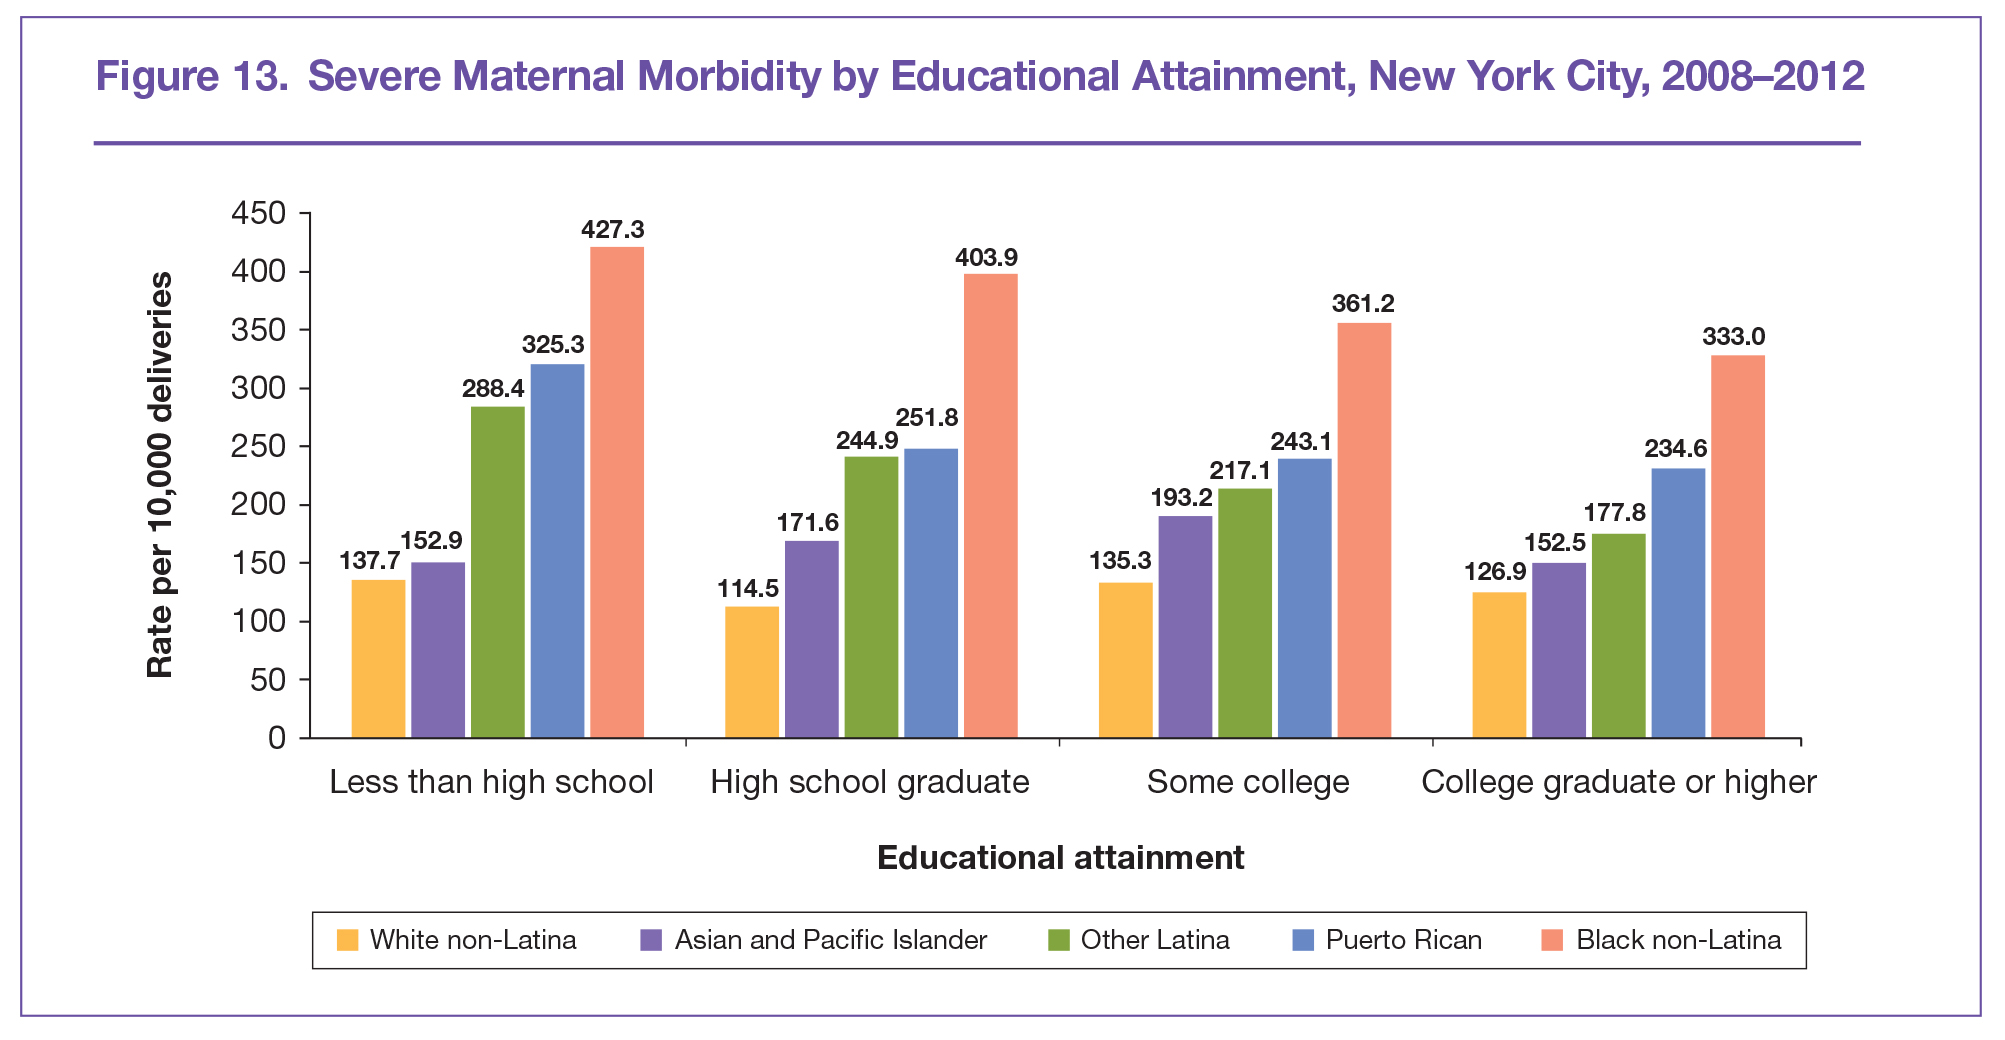 Figure 13. Severe Maternal Morbidity by Educational Attainment, New York City, 2008–2012
Rate per 10,000 deliveries
450
400
350
300
250
200
150
100
50
0
137.7
152.9
288.4
325.3
427.3
114.5
171.6
244.9
251.8
403.9
135.3
193.2
217.1
243.1
361.2
126.9
152.5
177.8
234.6
333.0
Less than high school
High school graduate
Some college
College graduate or higher
Educational attainment
White non-Latina
Asian and Pacific Islander
Other Latina
Puerto Rican
Black non-Latina